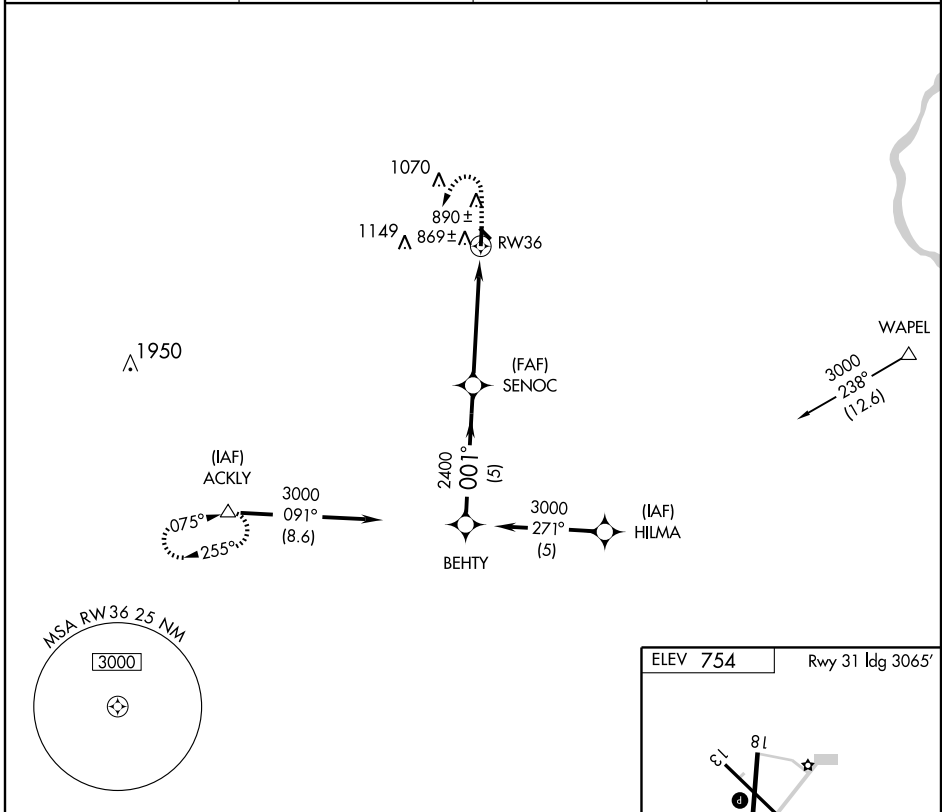 1070
890 ±
1149
869 ±
RW36
WAPEL
3000
238°
(12.6)
1950
(FAF)
SENOC
(IAF)
ACKLY
2400
001°
(5)
3000
091°
(8.6)
075°
255°
3000
271°
(5)
(IAF)
HILMA
BEHTY
MSA RW36 25 NM
3000
ELEV 754
Rwy 31 ldg 3065'
13
18
P